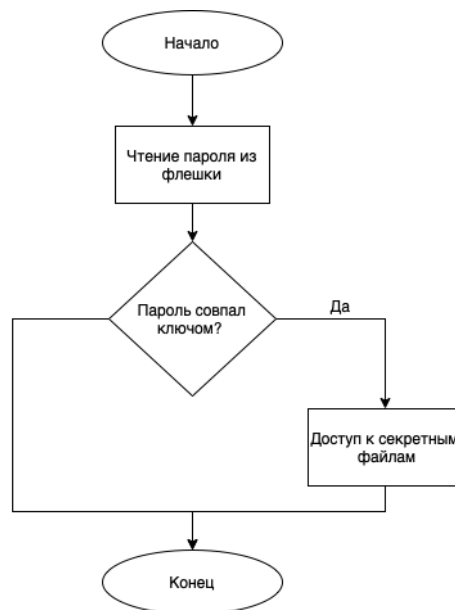 Начало
Чтение пароля из
флешки
Пароль совпал
ключом?
Да
Доступ к секретным
файлам
Конец